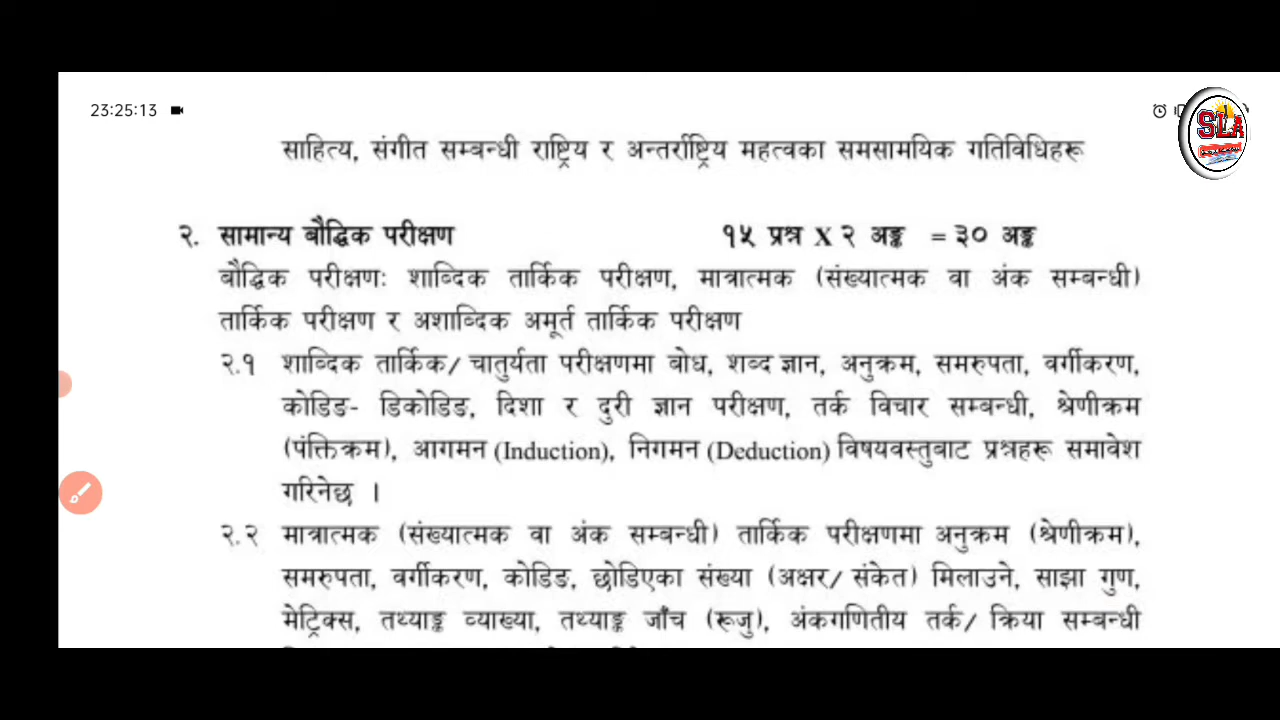 23:25:13
SLA
साहित्य, संगीत सम्बन्धी राष्ट्रिय र अन्तर्राष्ट्रिय महत्वका समसामयिक गतिविधिहरू
२. सामान्य बौद्धिक परीक्षण १५ प्रश्न X २ अङ्क = ३० अङ्क
बौद्धिक परीक्षणः शाब्दिक तार्किक परीक्षण, मात्रात्मक (संख्यात्मक वा अंक सम्बन्धी)
तार्किक परीक्षण र अशाब्दिक अमूर्त तार्किक परीक्षण
२.१ शाब्दिक तार्किक/ चातुर्यता परीक्षणमा बोध, शब्द ज्ञान, अनुक्रम, समरुपता, वर्गीकरण,
कोडिङ- डिकोडिङ, दिशा र दुरी ज्ञान परीक्षण, तर्क विचार सम्बन्धी, श्रेणीक्रम
(पंक्तिक्रम), आगमन (Induction), निगमन (Deduction) विषयवस्तुबाट प्रश्नहरू समावेश
गरिनेछ ।
२.२ मात्रात्मक (संख्यात्मक वा अंक सम्बन्धी) तार्किक परीक्षणमा अनुक्रम (श्रेणीक्रम),
समरुपता, वर्गीकरण, कोडिङ, छोडिएका संख्या (अक्षर/ संकेत) मिलाउने, साझा गुण,
मेट्रिक्स, तथ्याङ्क व्याख्या, तथ्याङ्क जाँच (रूजु), अंकगणितीय तर्क/ क्रिया सम्बन्धी